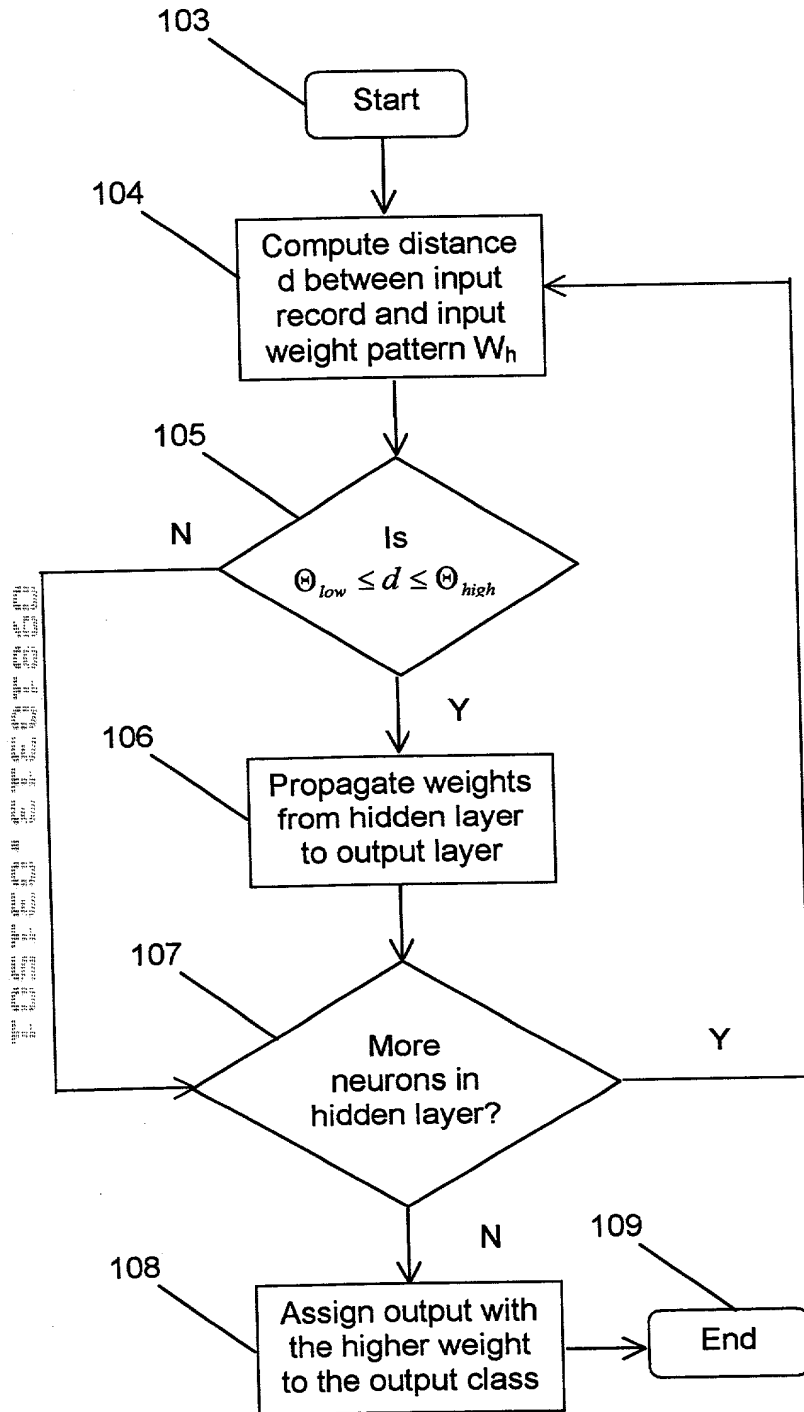 103
Start
104
Compute distance
d between input
record and input
weight pattern Wₕ
105
N
Is
Θlow ≤ d ≤ Θhigh
Y
106
Propagate weights
from hidden layer
to output layer
107
More
neurons in
hidden layer?
Y
N
109
108
Assign output with
the higher weight
to the output class
End